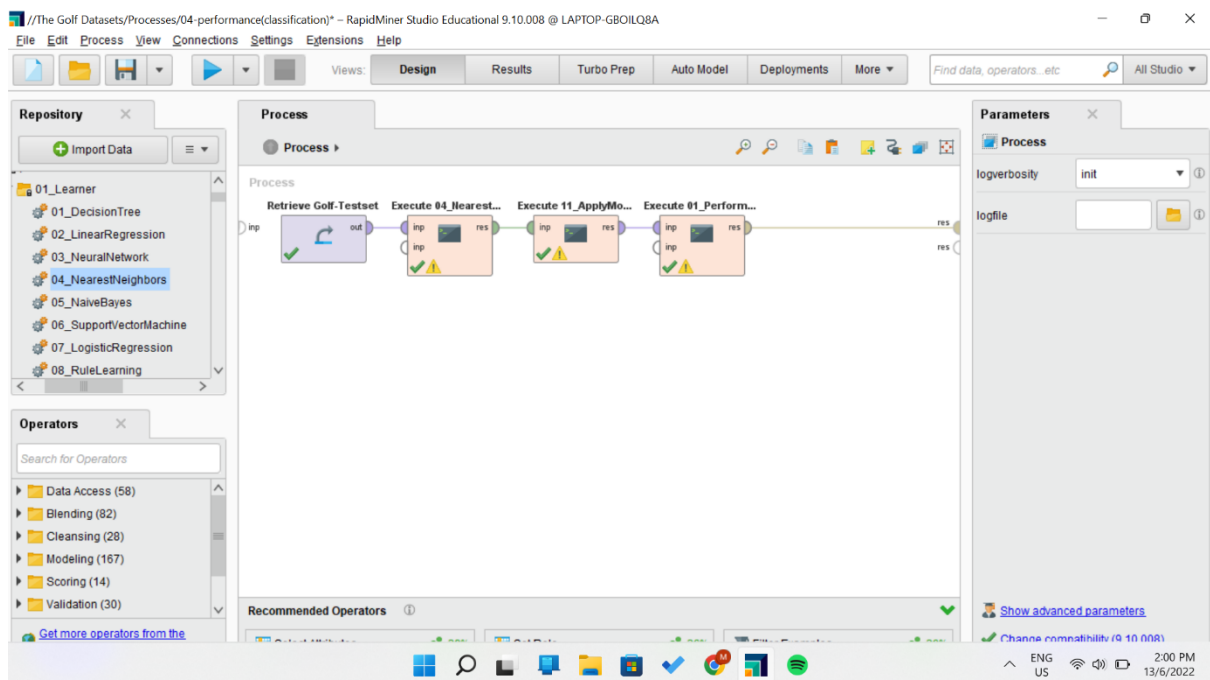 //The Golf Datasets/Processes/04-performance(classification)* – RapidMiner Studio Educational 9.10.008 @ LAPTOP-GBOILQ8A
File Edit Process View Connections Settings Extensions Help
Views: Design Results Turbo Prep Auto Model Deployments More Find data, operators...etc All Studio
Repository
Import Data
01_Learner
01_DecisionTree
02_LinearRegression
03_NeuralNetwork
04_NearestNeighbors
05_NaiveBayes
06_SupportVectorMachine
07_LogisticRegression
08_RuleLearning
Operators
Search for Operators
Data Access (58)
Blending (82)
Cleansing (28)
Modeling (167)
Scoring (14)
Validation (30)
Get more operators from the
Process
Process
Process
Retrieve Golf-Testset Execute 04_Nearest... Execute 11_ApplyMo... Execute 01_Perform...
inp out inp res inp res inp res res
inp inp res
Recommended Operators
Parameters
Process
logverbosity init
logfile
Show advanced parameters
Change compatibility (9.10.008)
M
ENG
US
2:00 PM
13/6/2022